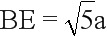 BE = √5a